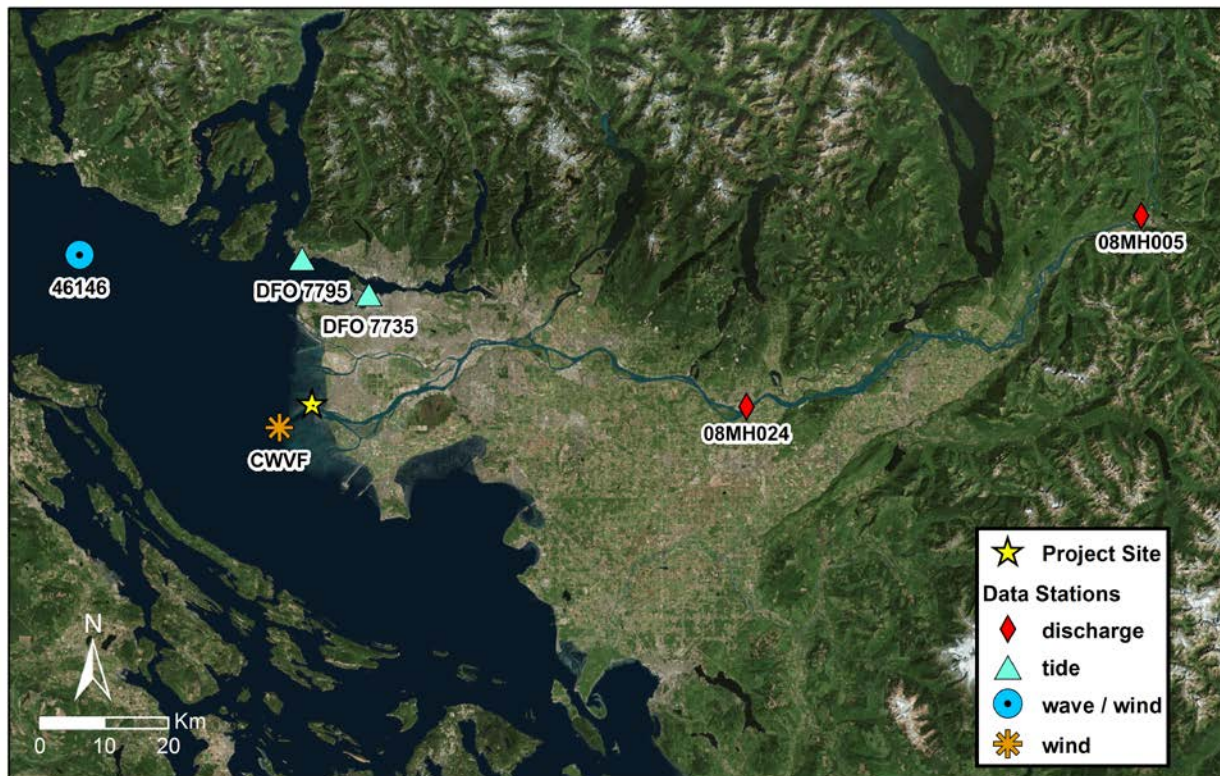 08MH005
46146
DFO 7795
DFO 7735
08MH024
CWVF
Project Site
Data Stations
discharge
tide
wave / wind
wind
N
Km
0 10 20